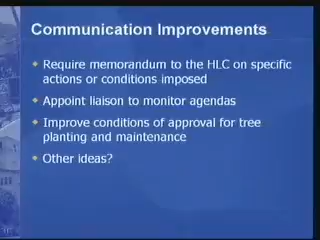 Communication Improvements
Require memorandum to the HLC on specific
actions or conditions imposed
Appoint liaison to monitor agendas
Improve conditions of approval for tree
planting and maintenance
Other ideas?